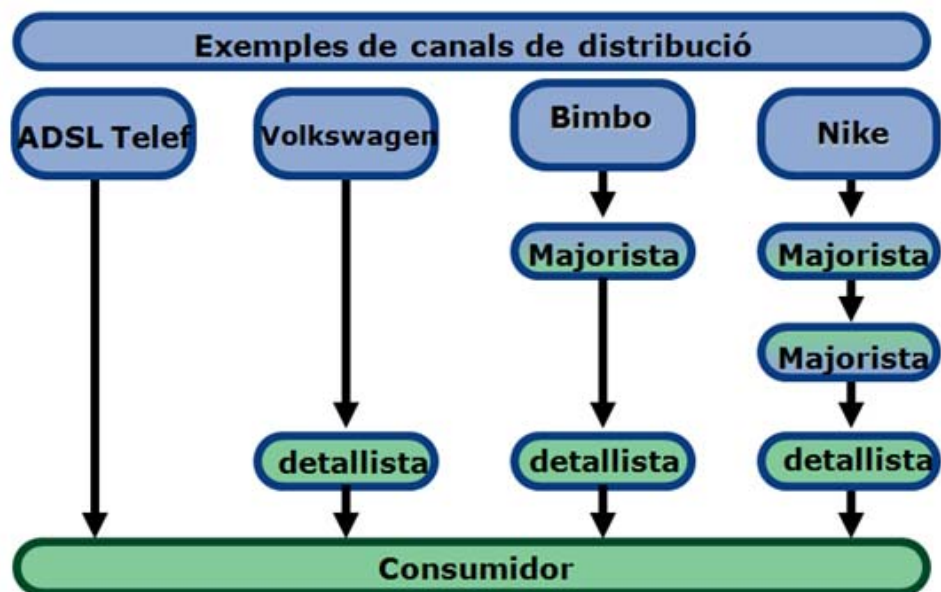 Exemples de canals de distribució
ADSL Telef
Volkswagen
Bimbo
Nike
Majorista
Majorista
Majorista
detallista
detallista
detallista
Consumidor